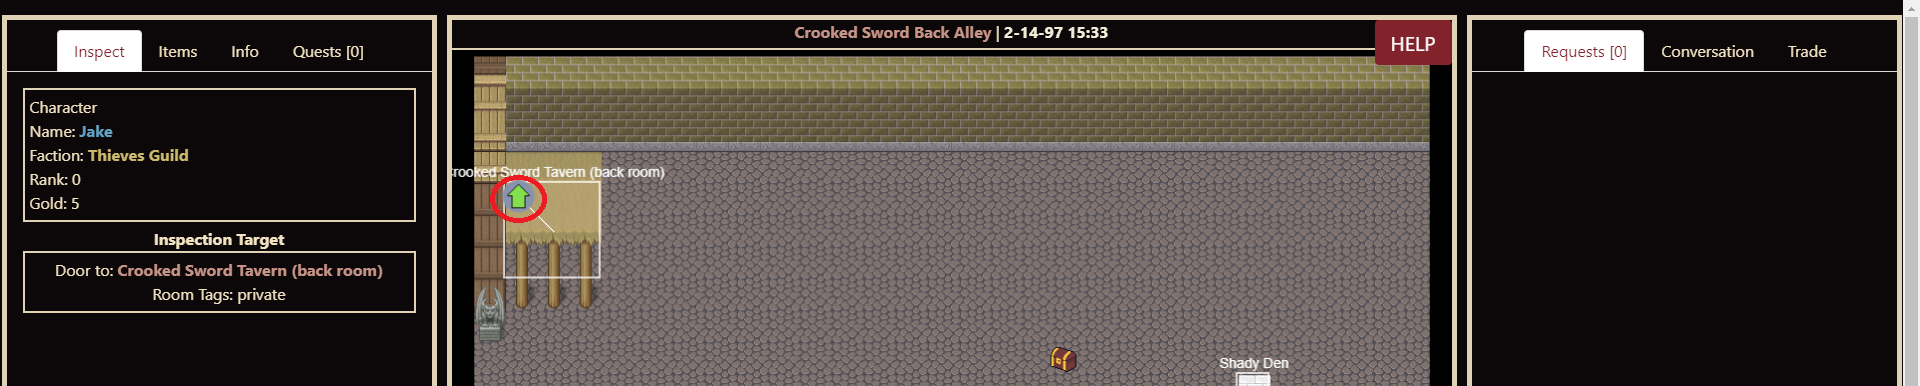 Inspect Items Info Quests [0]
Character
Name: Jake
Faction: Thieves Guild
Rank: 0
Gold: 5
Inspection Target
Door to: Crooked Sword Tavern (back room)
Room Tags: private
Crooked Sword Back Alley | 2-14-97 15:33
HELP
rooked Sword Tavern (back room)
Shady Den
Requests [0] Conversation Trade